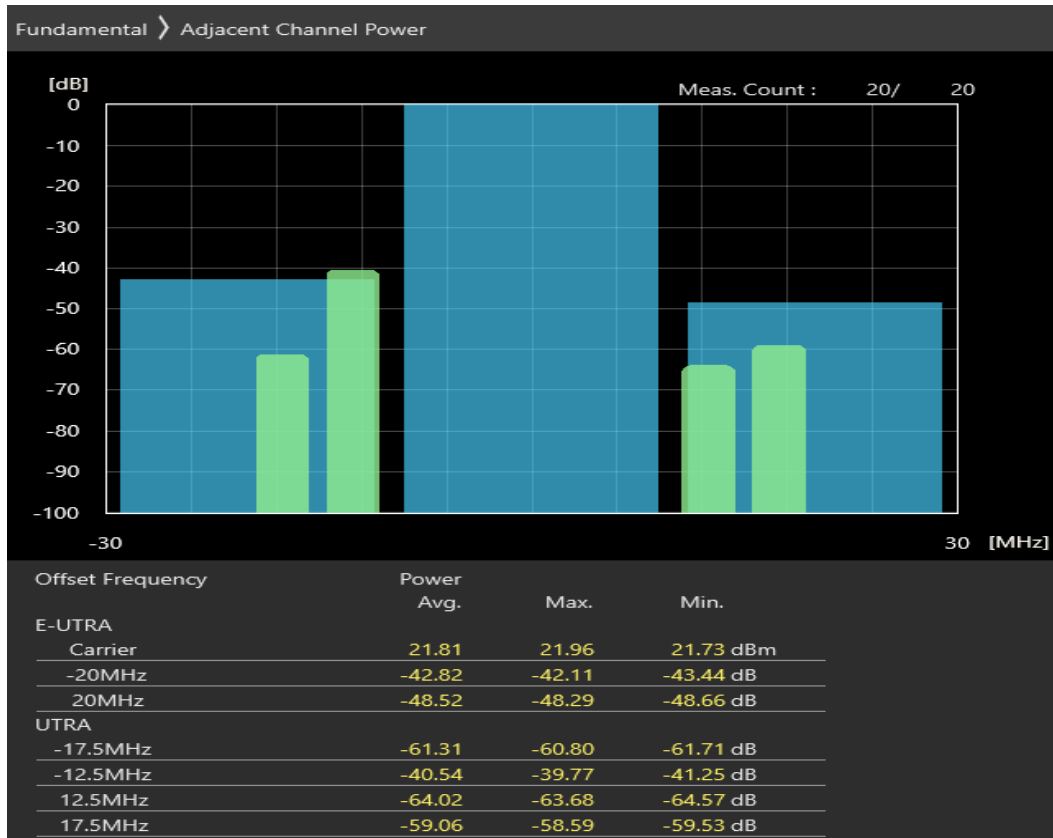 Fundamental 〉 Adjacent Channel Power
[dB]
Meas. Count : 20/ 20
0
-10
-20
-30
-40
-50
-60
-70
-80
-90
-100
-30 30 [MHz]
Offset Frequency Power
Avg. Max. Min.
E-UTRA
Carrier 21.81 21.96 21.73 dBm
-20MHz -42.82 -42.11 -43.44 dB
20MHz -48.52 -48.29 -48.66 dB
UTRA
-17.5MHz -61.31 -60.80 -61.71 dB
-12.5MHz -40.54 -39.77 -41.25 dB
12.5MHz -64.02 -63.68 -64.57 dB
17.5MHz -59.06 -58.59 -59.53 dB